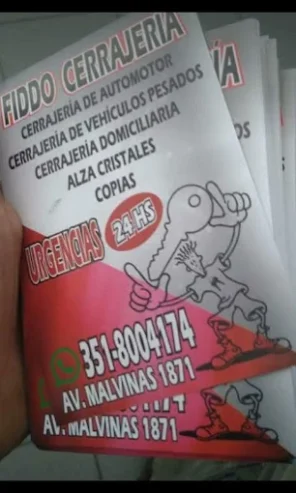 FIDDO CERRAJERÍA
CERRAJERÍA DE AUTOMOTOR
CERRAJERÍA DE VEHÍCULOS PESADOS
CERRAJERÍA DOMICILIARIA
ALZA CRISTALES
COPIAS
URGENCIAS 24 HS
351-8004174
AV. MALVINAS 1871
AV. MALVINAS 1871